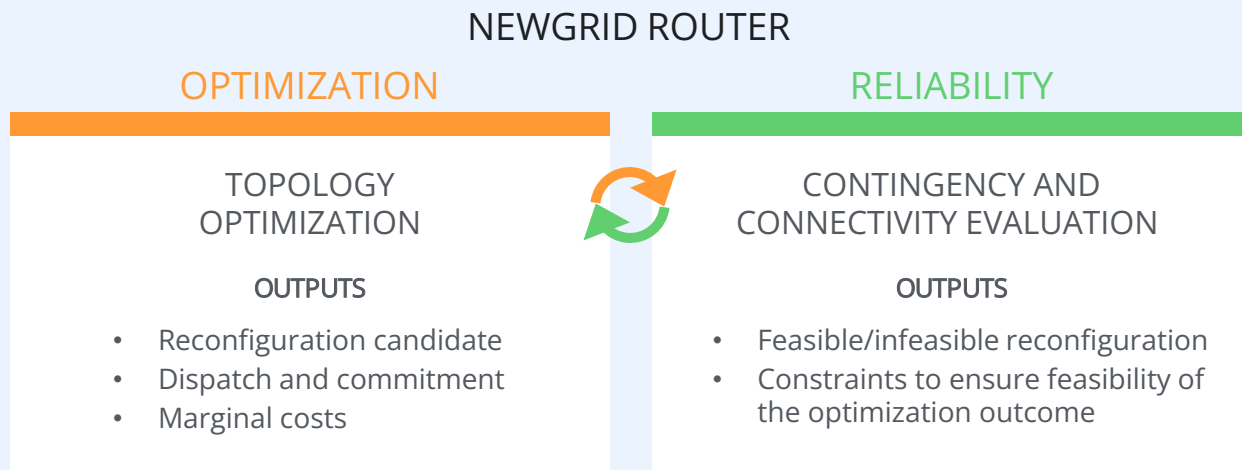 NEWGRID ROUTER
OPTIMIZATION
TOPOLOGY
OPTIMIZATION
OUTPUTS
• Reconfiguration candidate
• Dispatch and commitment
• Marginal costs
RELIABILITY
CONTINGENCY AND
CONNECTIVITY EVALUATION
OUTPUTS
• Feasible/infeasible reconfiguration
• Constraints to ensure feasibility of
the optimization outcome